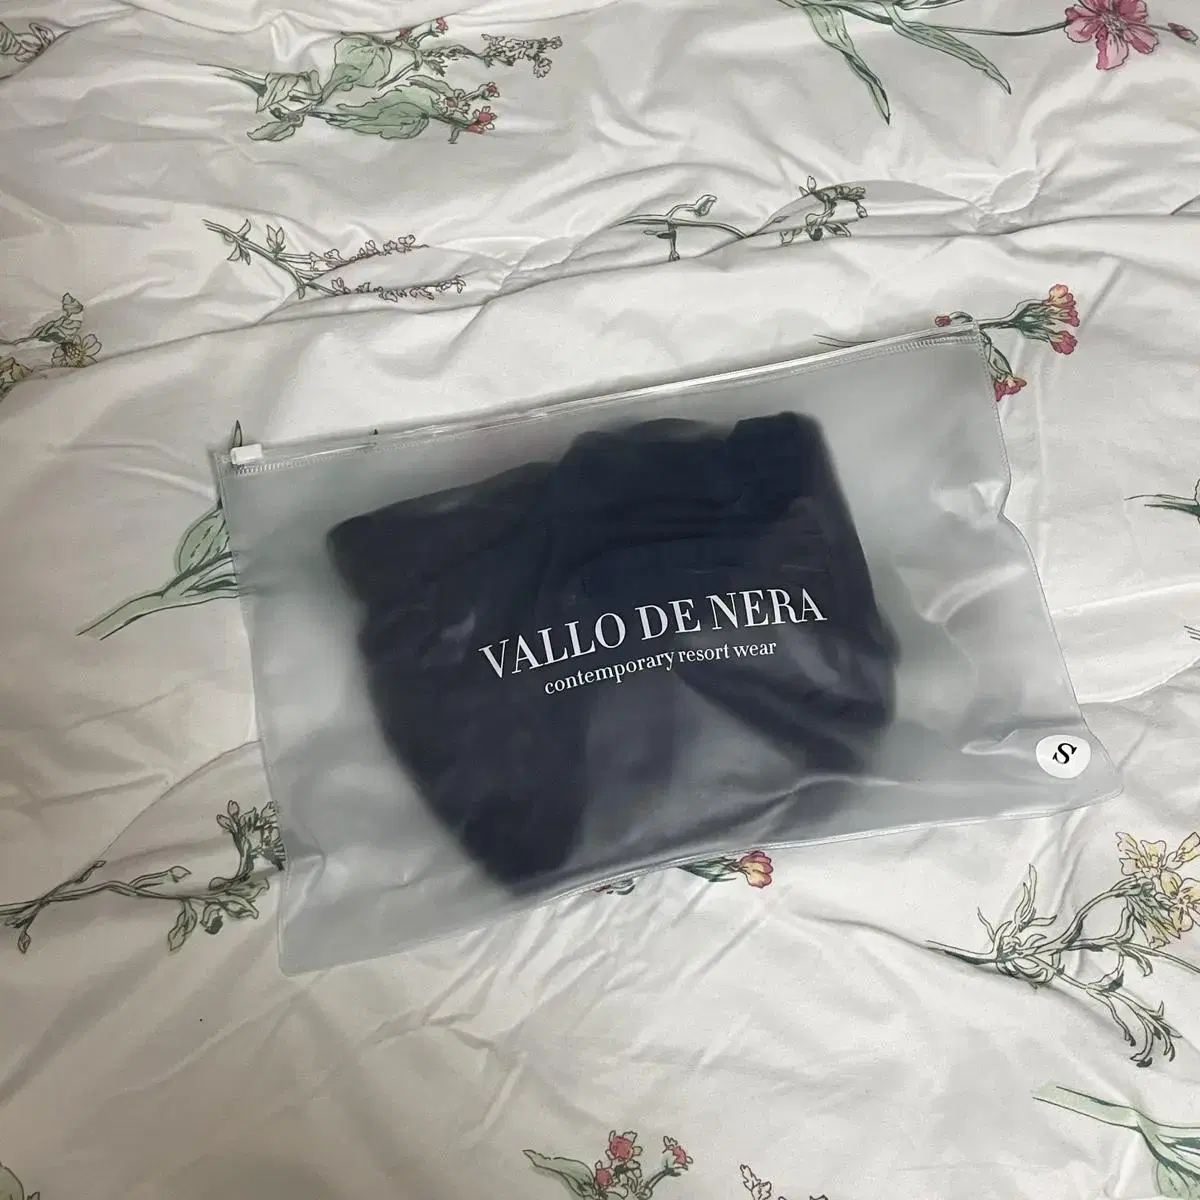 VALLO DE NERA
contemporary resort wear
S